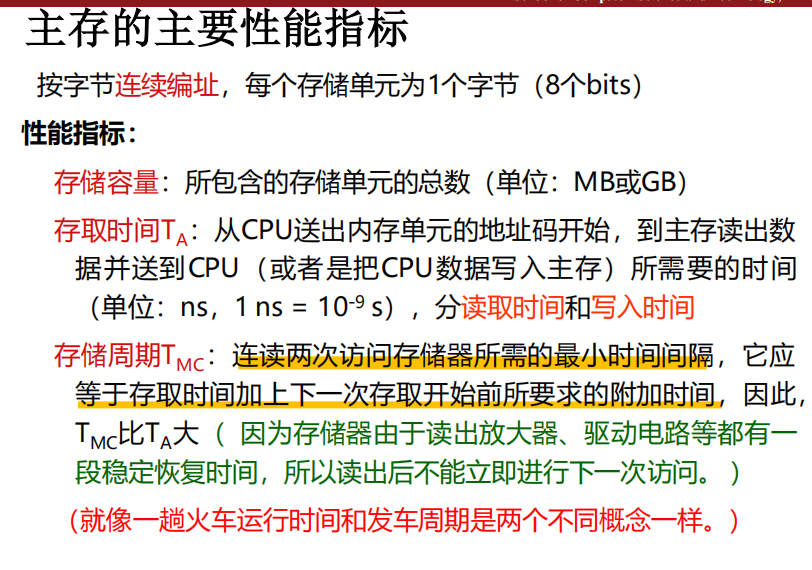 主存的主要性能指标
按字节连续编址，每个存储单元为1个字节（8个bits）
性能指标：
存储容量：所包含的存储单元的总数（单位：MB或GB）
存取时间TA：从CPU送出内存单元的地址码开始，到主存读出数
据并送到CPU（或者是把CPU数据写入主存）所需要的时间
（单位：ns，1 ns = 10-9 s），分读取时间和写入时间
存储周期TMC：连读两次访问存储器所需的最小时间间隔，它应
等于存取时间加上下一次存取开始前所要求的附加时间，因此，
TMC比TA大（ 因为存储器由于读出放大器、驱动电路等都有一
段稳定恢复时间，所以读出后不能立即进行下一次访问。 ）
（就像一趟火车运行时间和发车周期是两个不同概念一样。）